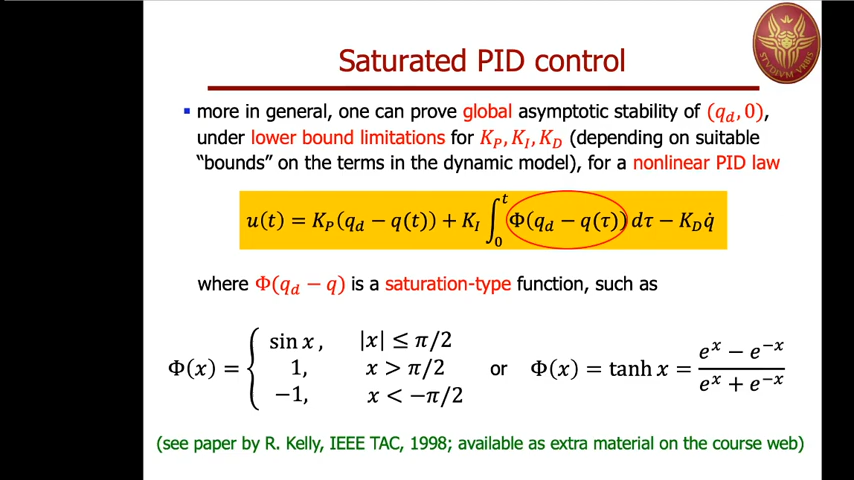 Saturated PID control
▪ more in general, one can prove global asymptotic stability of (q_d, 0),
under lower bound limitations for K_P, K_I, K_D (depending on suitable
“bounds” on the terms in the dynamic model), for a nonlinear PID law
u(t) = K_P(q_d − q(t)) + K_I ∫_0^t Φ(q_d − q(τ)) dτ − K_D q̇
where Φ(q_d − q) is a saturation-type function, such as
Φ(x) = { sin x, |x| ≤ π/2
1, x > π/2
−1, x < −π/2
or Φ(x) = tanh x = (e^x − e^{−x}) / (e^x + e^{−x})
(see paper by R. Kelly, IEEE TAC, 1998; available as extra material on the course web)
STVDIVM VRBIS